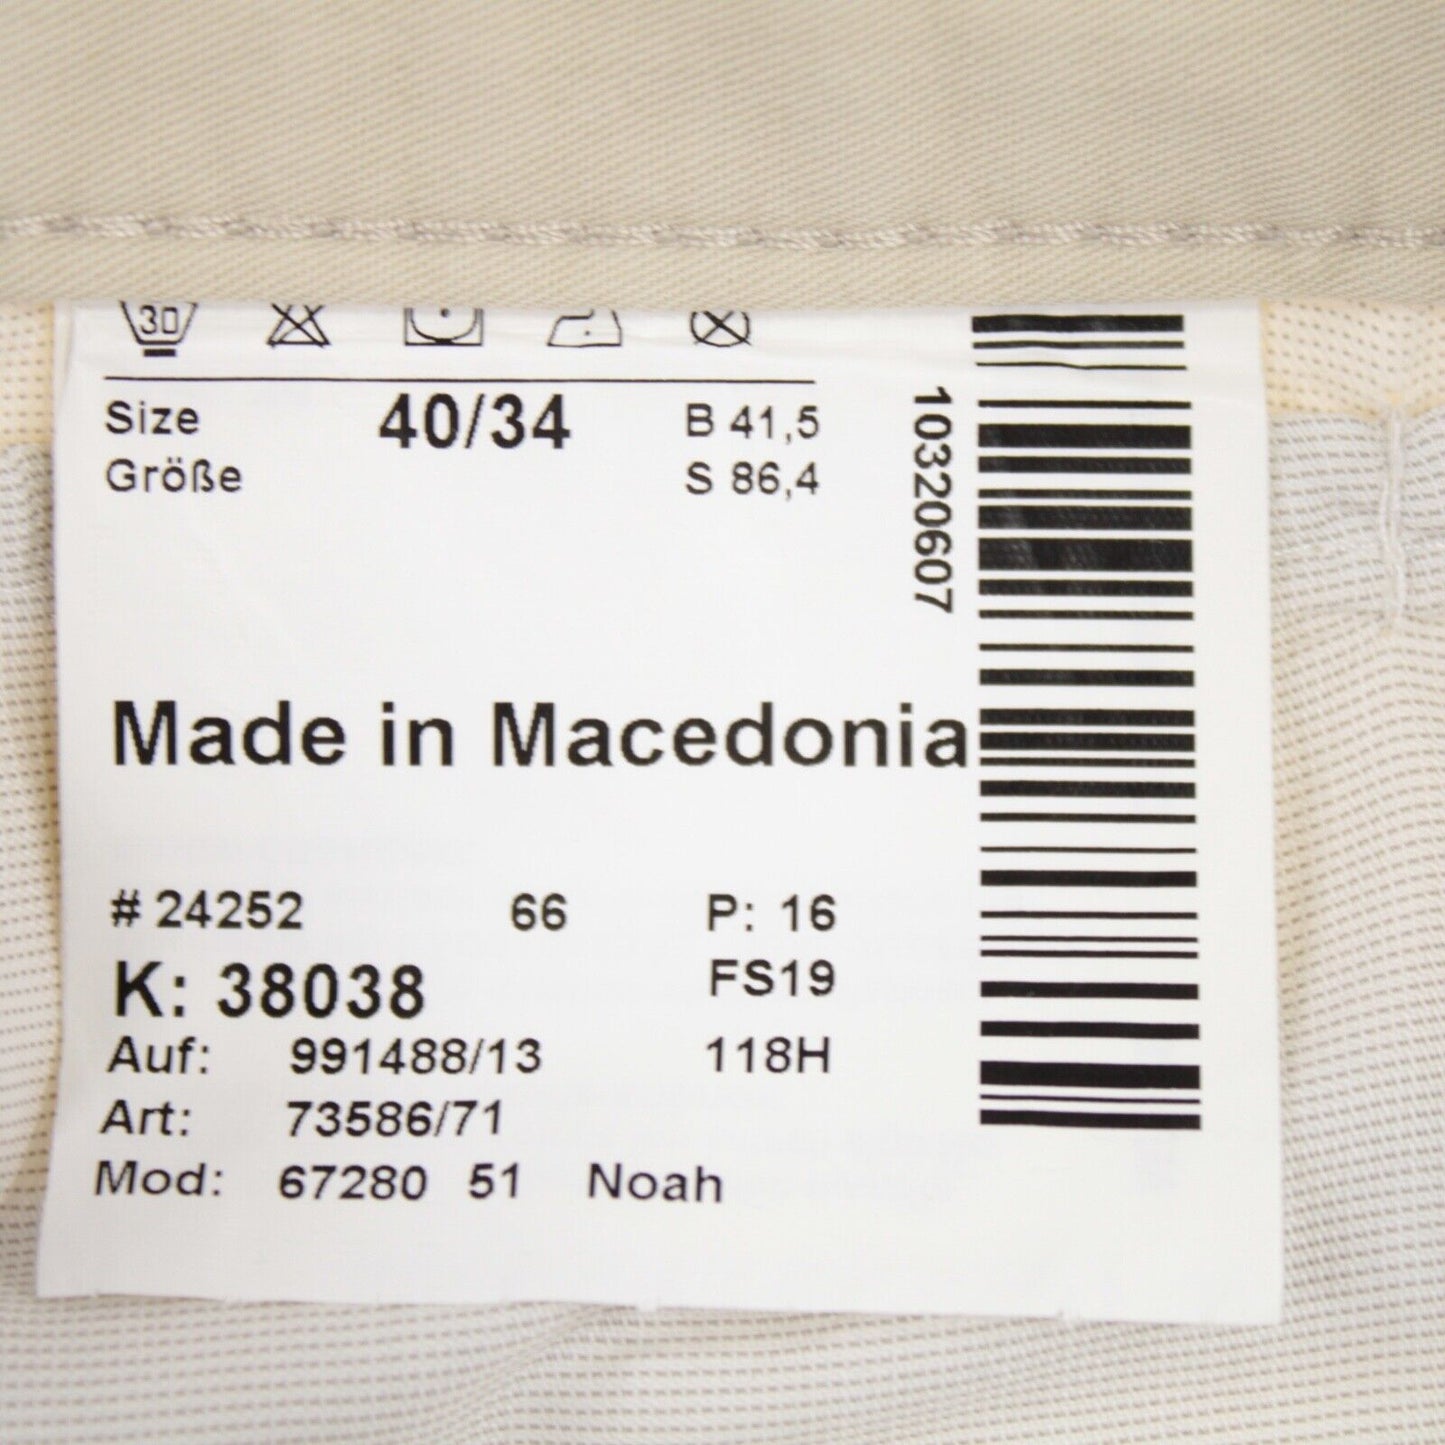 30
Size 40/34 B 41,5
Größe S 86,4
10320607
Made in Macedonia
# 24252 66 P: 16
K: 38038 FS19
Auf: 991488/13 118H
Art: 73586/71
Mod: 67280 51 Noah